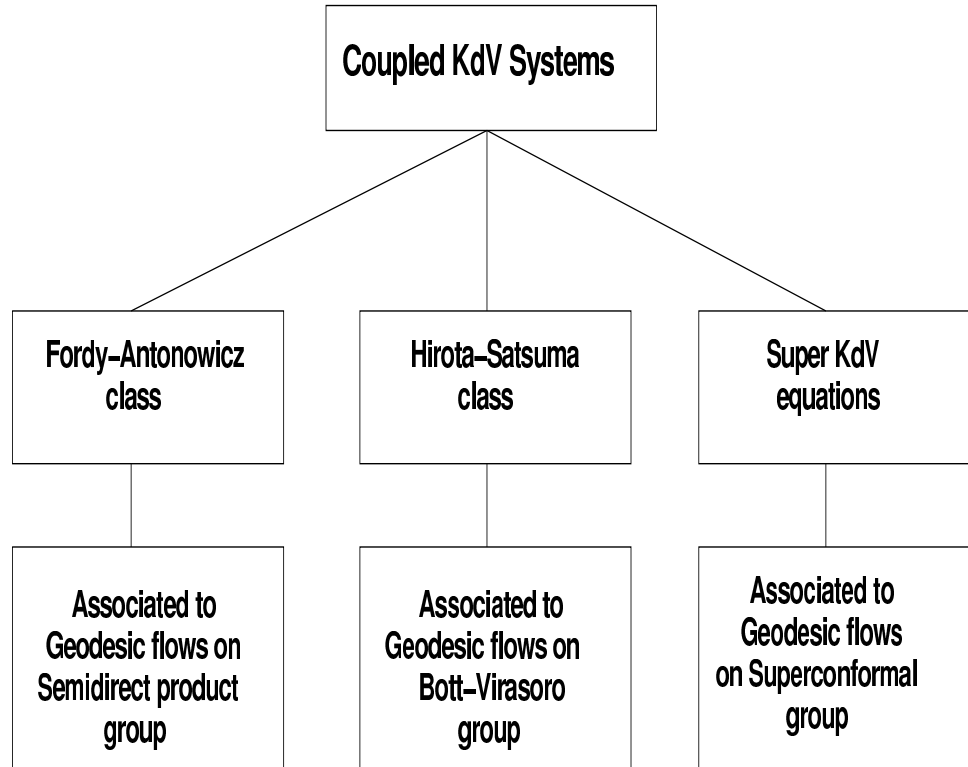 Coupled KdV Systems
Fordy–Antonowicz
class
Hirota–Satsuma
class
Super KdV
equations
Associated to
Geodesic flows on
Semidirect product
group
Associated to
Geodesic flows on
Bott–Virasoro
group
Associated to
Geodesic flows
on Superconformal
group